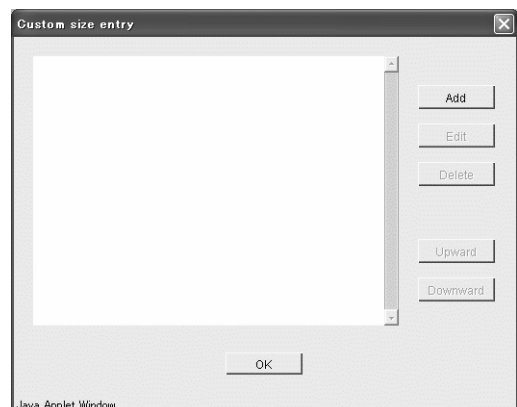 Custom size entry
Add
Edit
Delete
Upward
Downward
OK
Java Applet Window